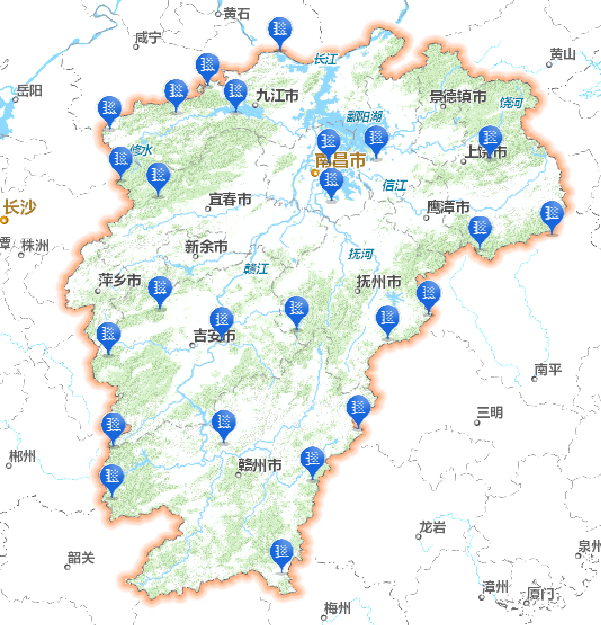 黄石
咸宁
长江
黄山
岳阳
九江市
景德镇市
饶河
鄱阳湖
修水
上饶市
南昌市
信江
长沙
宜春市
鹰潭市
潭
株洲
新余市
抚河
赣江
萍乡市
抚州市
吉安市
南平
三明
郴州
赣州市
龙岩
泉州
韶关
漳州
厦门
梅州